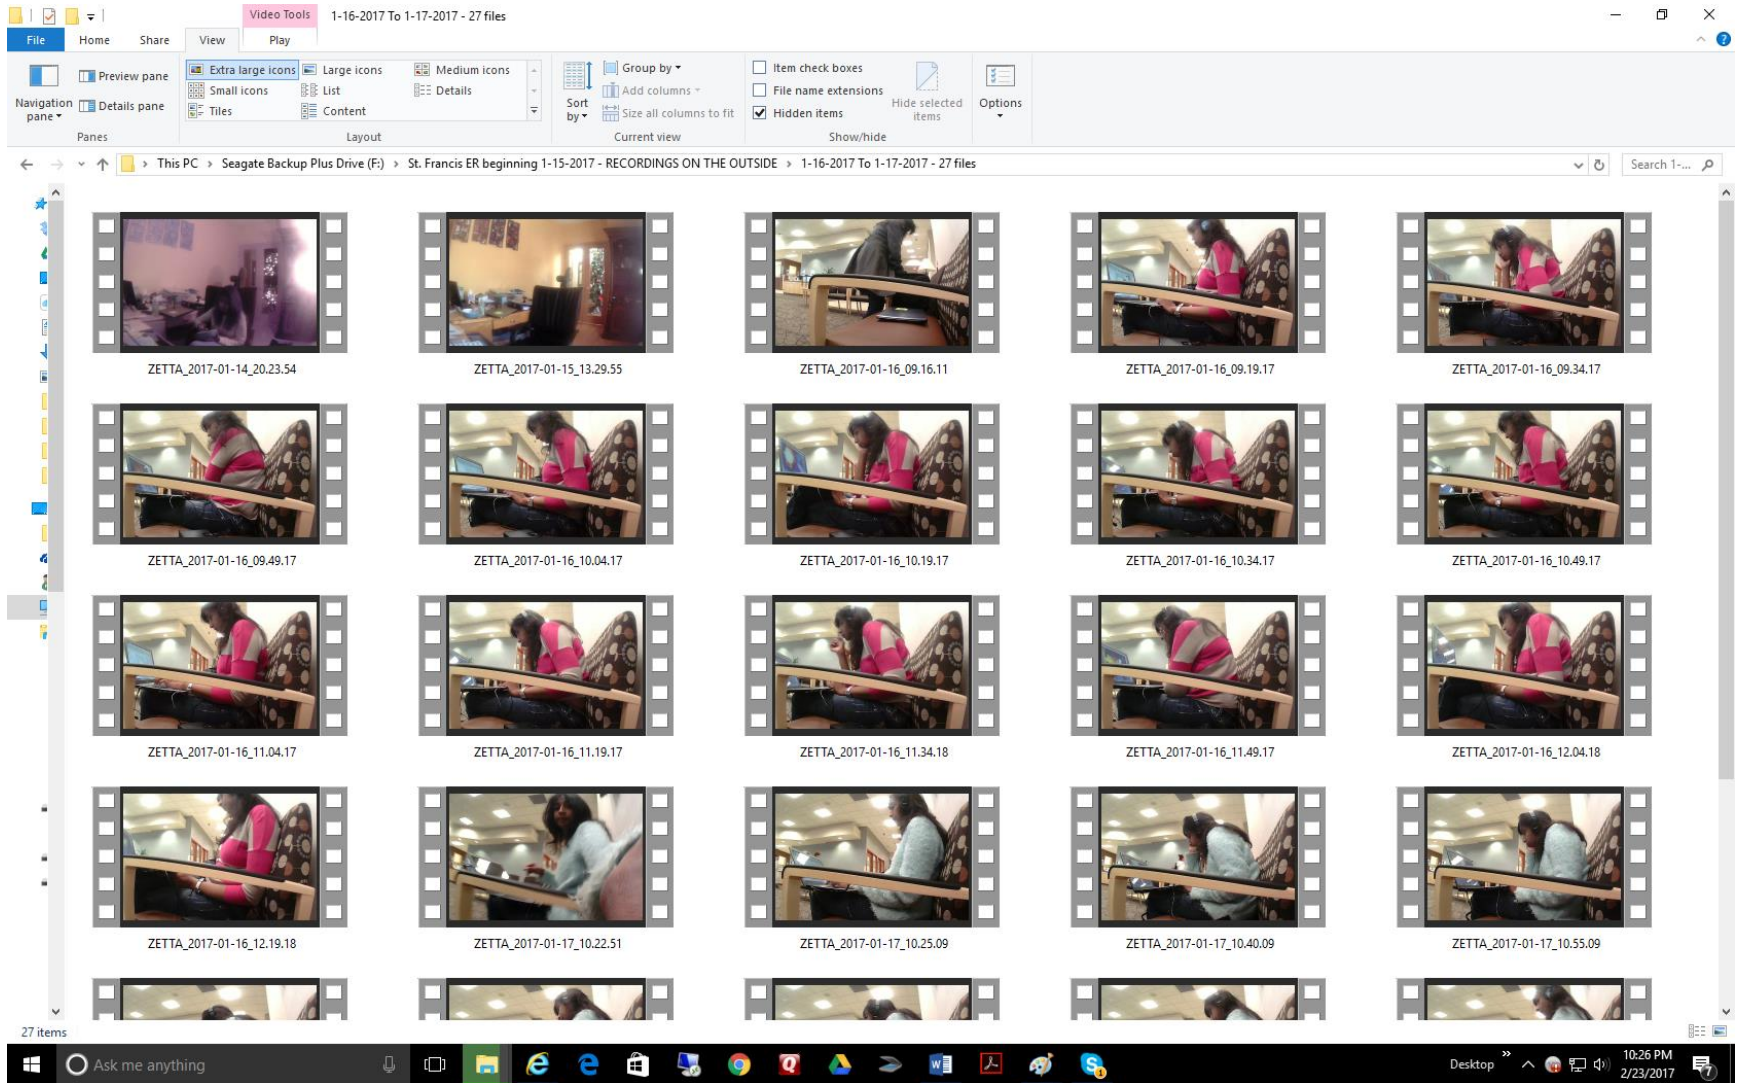 Video Tools 1-16-2017 To 1-17-2017 - 27 files
File Home Share View Play
Navigation pane
Preview pane
Details pane
Panes
Extra large icons Large icons Medium icons
Small icons List Details
Tiles Content
Layout
Sort by
Group by
Add columns
Size all columns to fit
Current view
Item check boxes
File name extensions
Hidden items
Hide selected items
Show/hide
Options
This PC > Seagate Backup Plus Drive (F:) > St. Francis ER beginning 1-15-2017 - RECORDINGS ON THE OUTSIDE > 1-16-2017 To 1-17-2017 - 27 files
Search 1-...
ZETTA_2017-01-14_20.23.54 ZETTA_2017-01-15_13.29.55 ZETTA_2017-01-16_09.16.11 ZETTA_2017-01-16_09.19.17 ZETTA_2017-01-16_09.34.17
ZETTA_2017-01-16_09.49.17 ZETTA_2017-01-16_10.04.17 ZETTA_2017-01-16_10.19.17 ZETTA_2017-01-16_10.34.17 ZETTA_2017-01-16_10.49.17
ZETTA_2017-01-16_11.04.17 ZETTA_2017-01-16_11.19.17 ZETTA_2017-01-16_11.34.18 ZETTA_2017-01-16_11.49.17 ZETTA_2017-01-16_12.04.18
ZETTA_2017-01-16_12.19.18 ZETTA_2017-01-17_10.22.51 ZETTA_2017-01-17_10.25.09 ZETTA_2017-01-17_10.40.09 ZETTA_2017-01-17_10.55.09
27 items
Ask me anything
Desktop
10:26 PM
2/23/2017